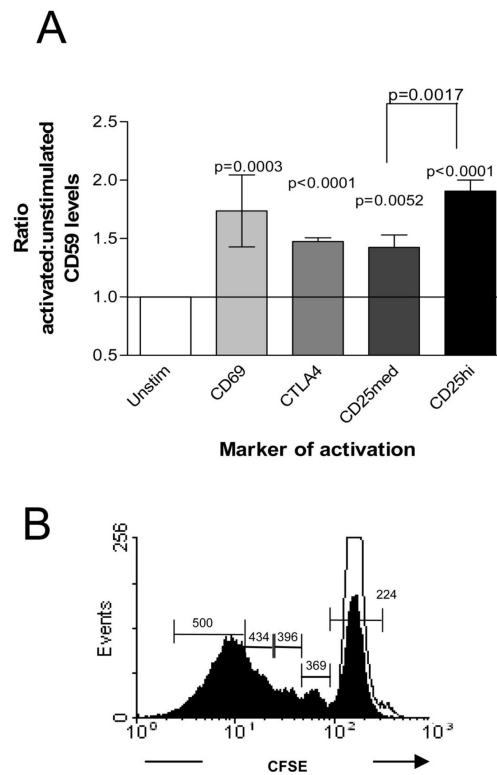 A
p=0.0017
2.5
p=0.0003
p<0.0001
p=0.0052
p<0.0001
2.0
1.5
1.0
0.5
Ratio
activated:unstimulated
CD59 levels
Unstim
CD69
CTLA4
CD25med
CD25hi
Marker of activation
B
256
Events
0
500
434
396
369
224
10^0
10^1
10^2
10^3
CFSE